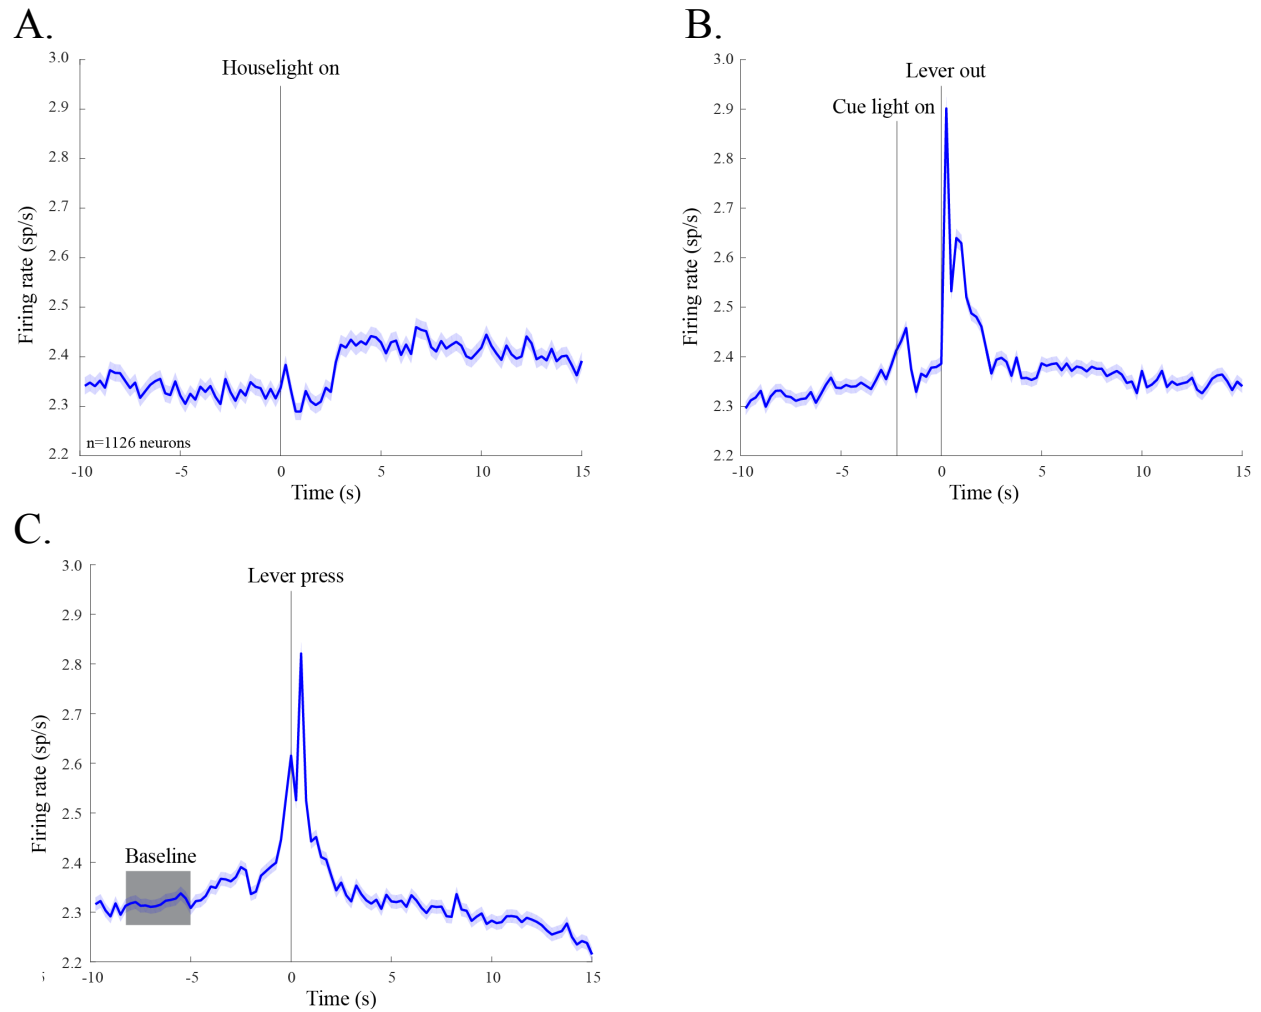 A.
3.0
2.9
2.8
2.7
2.6
2.5
2.4
2.3
2.2
Firing rate (sp/s)
Houselight on
n=1126 neurons
-10 -5 0 5 10 15
Time (s)
B.
3.0
2.9
2.8
2.7
2.6
2.5
2.4
2.3
2.2
Firing rate (sp/s)
Lever out
Cue light on
-10 -5 0 5 10 15
Time (s)
C.
3.0
2.9
2.8
2.7
2.6
2.5
2.4
2.3
2.2
Firing rate (sp/s)
Lever press
Baseline
-10 -5 0 5 10 15
Time (s)